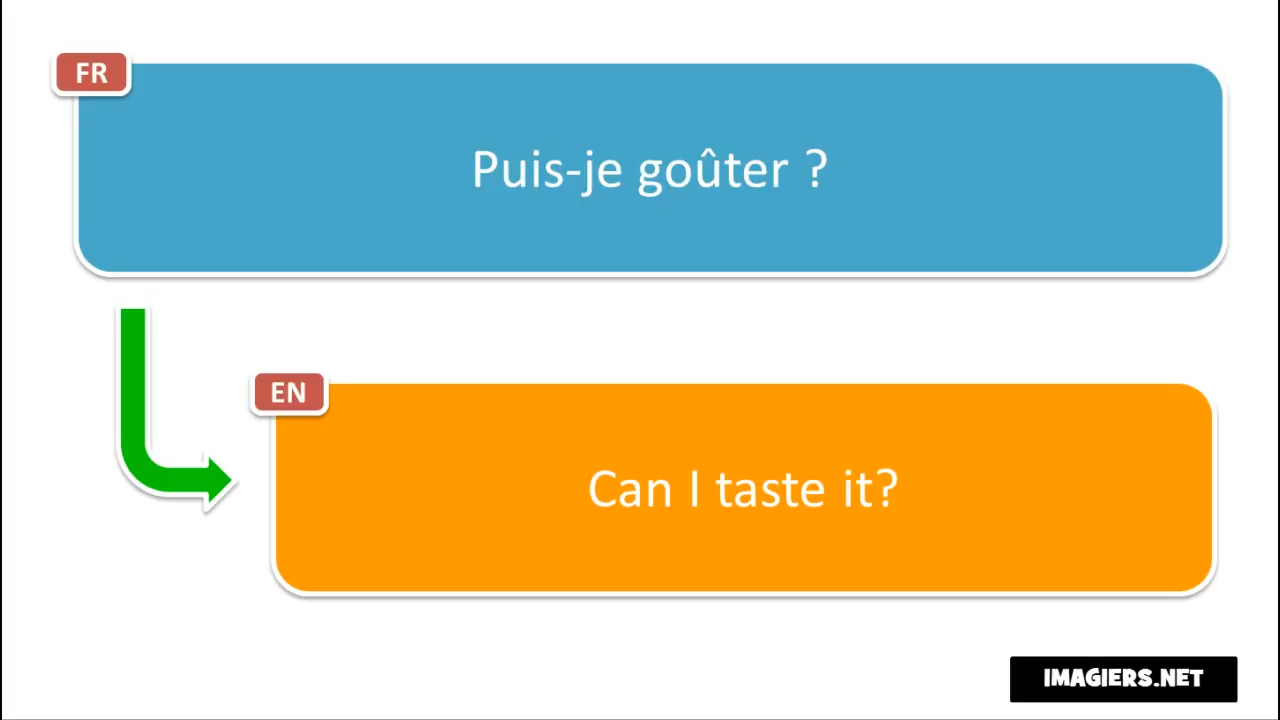 FR
Puis-je goûter ?
EN
Can I taste it?
IMAGIERS.NET